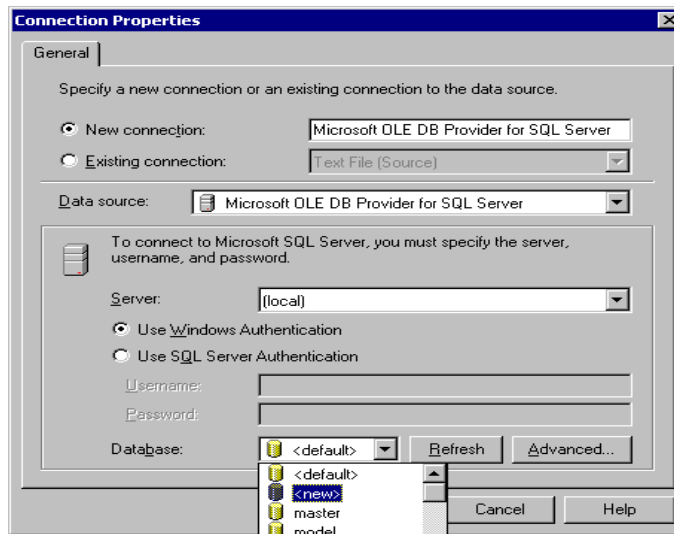 Connection Properties
General
Specify a new connection or an existing connection to the data source.
New connection: Microsoft OLE DB Provider for SQL Server
Existing connection: Text File (Source)
Data source: Microsoft OLE DB Provider for SQL Server
To connect to Microsoft SQL Server, you must specify the server,
username, and password.
Server: (local)
Use Windows Authentication
Use SQL Server Authentication
Username:
Password:
Database: <default> Refresh Advanced...
<default>
<new>
master
model
Cancel Help